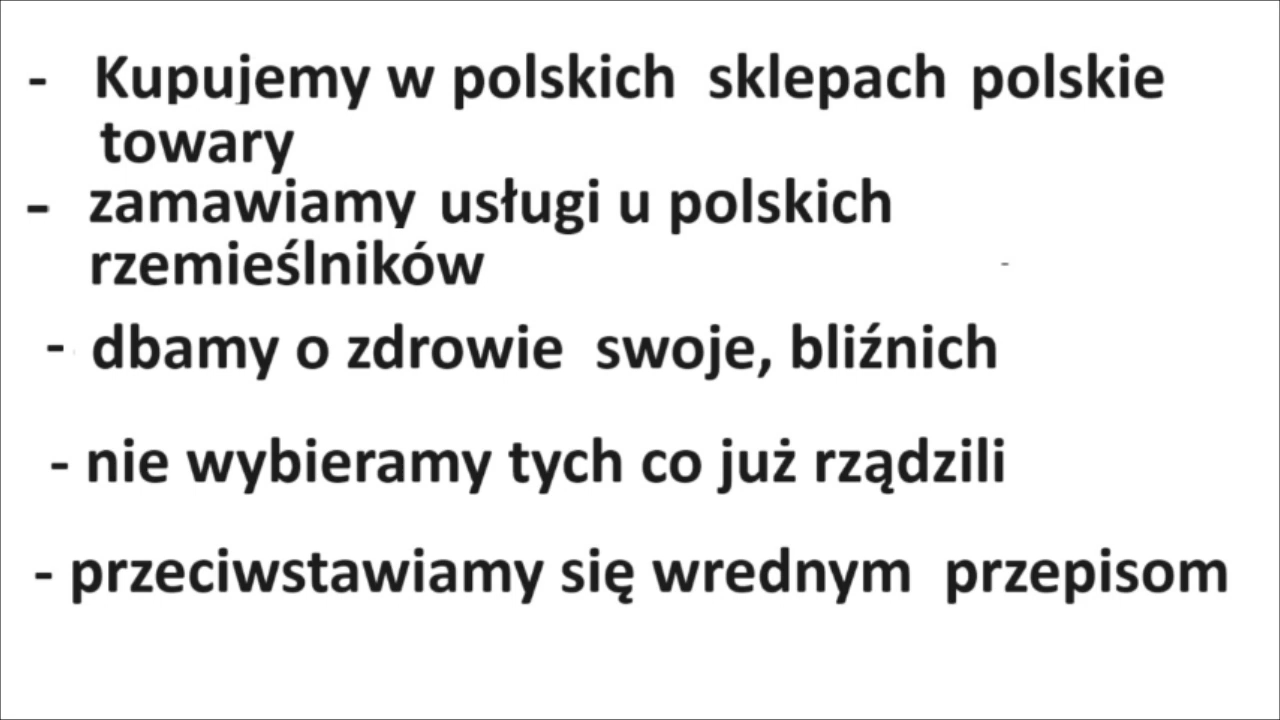 - Kupujemy w polskich sklepach polskie
towary
- zamawiamy usługi u polskich
rzemieślników -
- dbamy o zdrowie swoje, bliźnich
- nie wybieramy tych co już rządzili
- przeciwstawiamy się wrednym przepisom